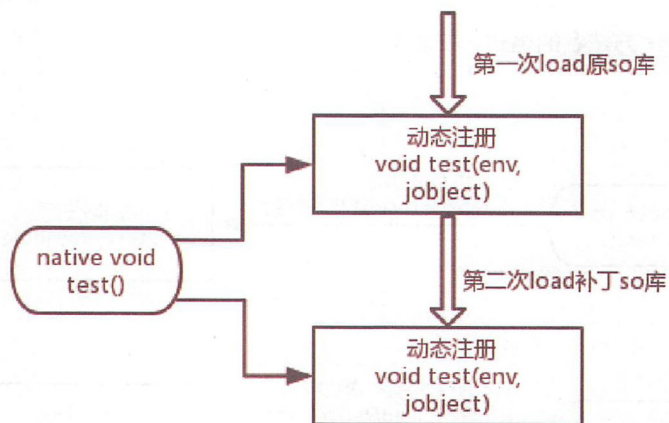 第一次load原so库
动态注册
void test(env,
jobject)
native void
test()
第二次load补丁so库
动态注册
void test(env,
jobject)